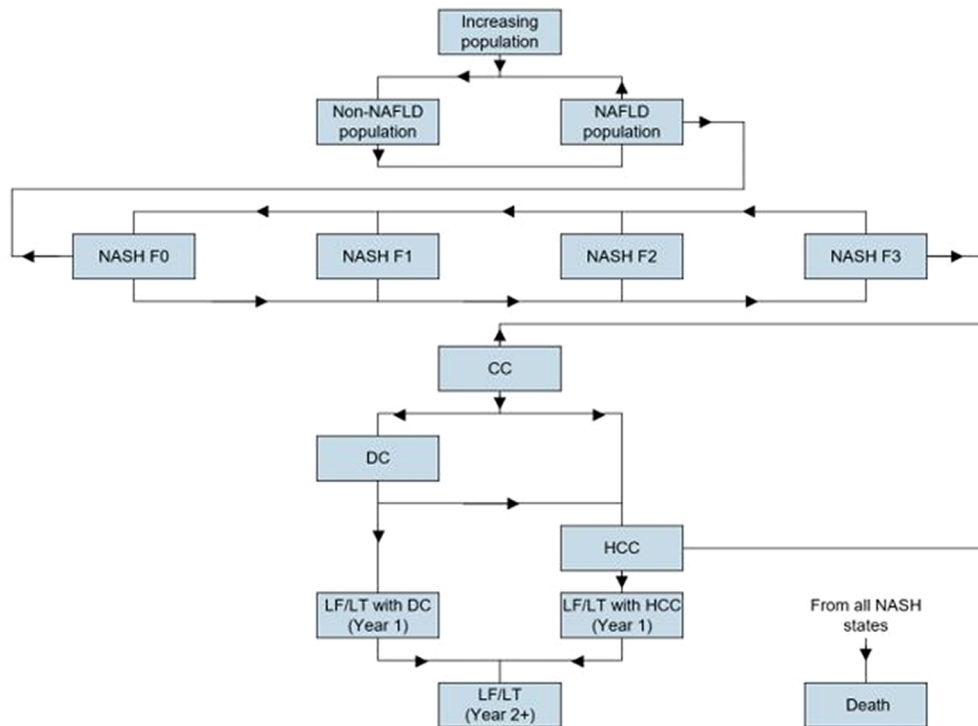 Increasing
population
Non-NAFLD
population
NAFLD
population
NASH F0
NASH F1
NASH F2
NASH F3
CC
DC
HCC
LF/LT with DC
(Year 1)
LF/LT with HCC
(Year 1)
From all NASH
states
LF/LT
(Year 2+)
Death